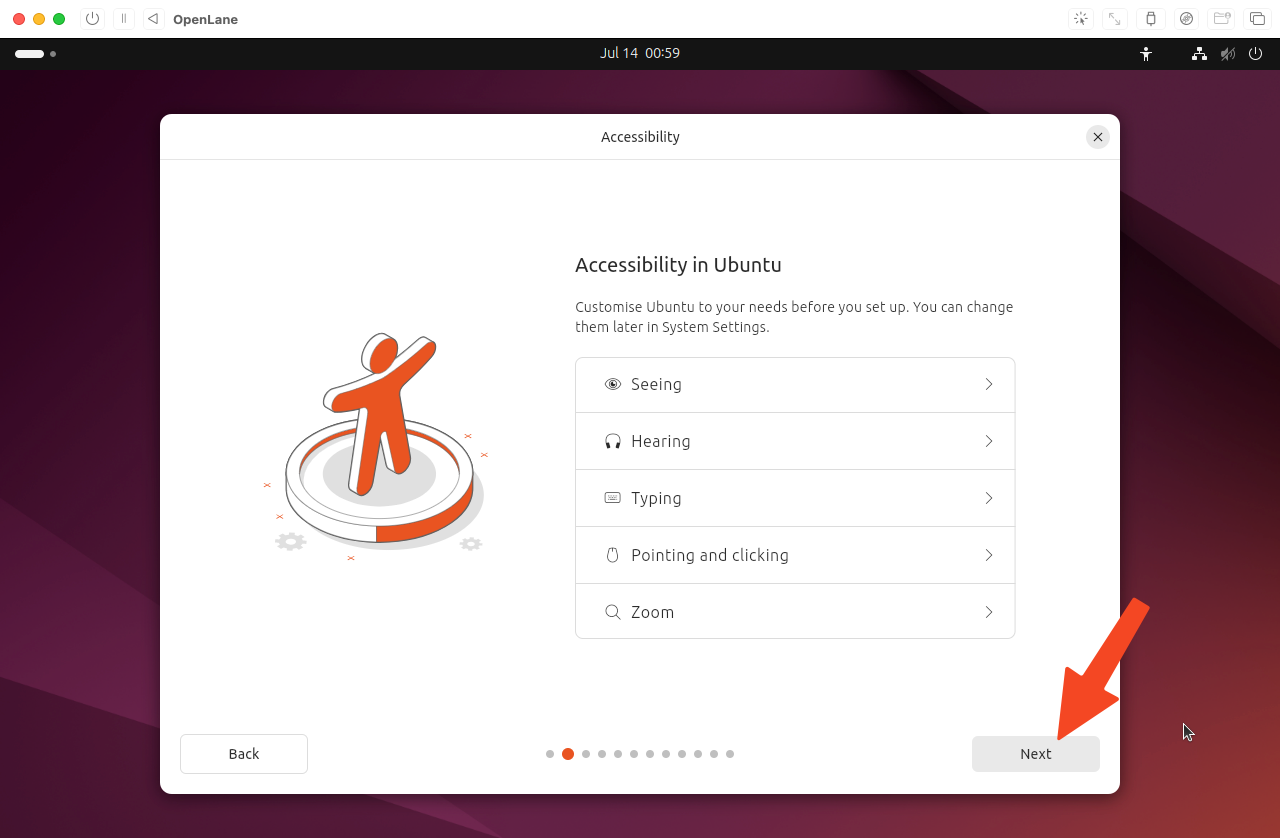 OpenLane
Jul 14 00:59
Accessibility
Accessibility in Ubuntu
Customise Ubuntu to your needs before you set up. You can change
them later in System Settings.
Seeing
Hearing
Typing
Pointing and clicking
Zoom
Back
Next